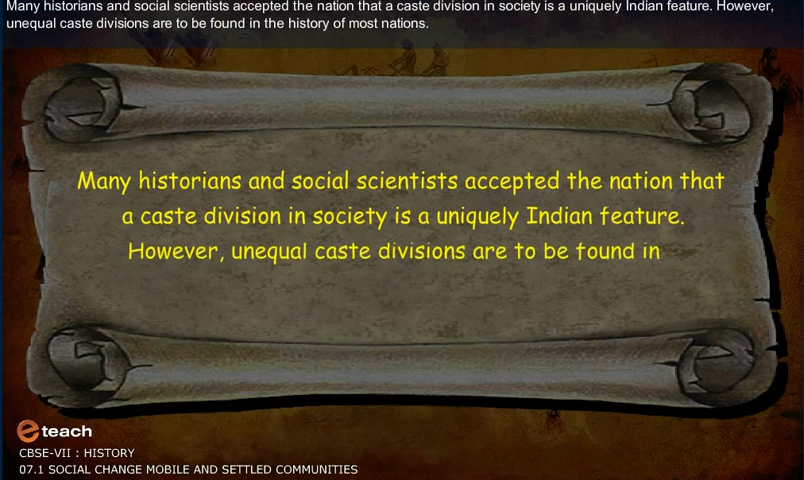 Many historians and social scientists accepted the nation that a caste division in society is a uniquely Indian feature. However,
unequal caste divisions are to be found in the history of most nations.
Many historians and social scientists accepted the nation that
a caste division in society is a uniquely Indian feature.
However, unequal caste divisions are to be found in
e teach
CBSE-VII : HISTORY
07.1 SOCIAL CHANGE MOBILE AND SETTLED COMMUNITIES